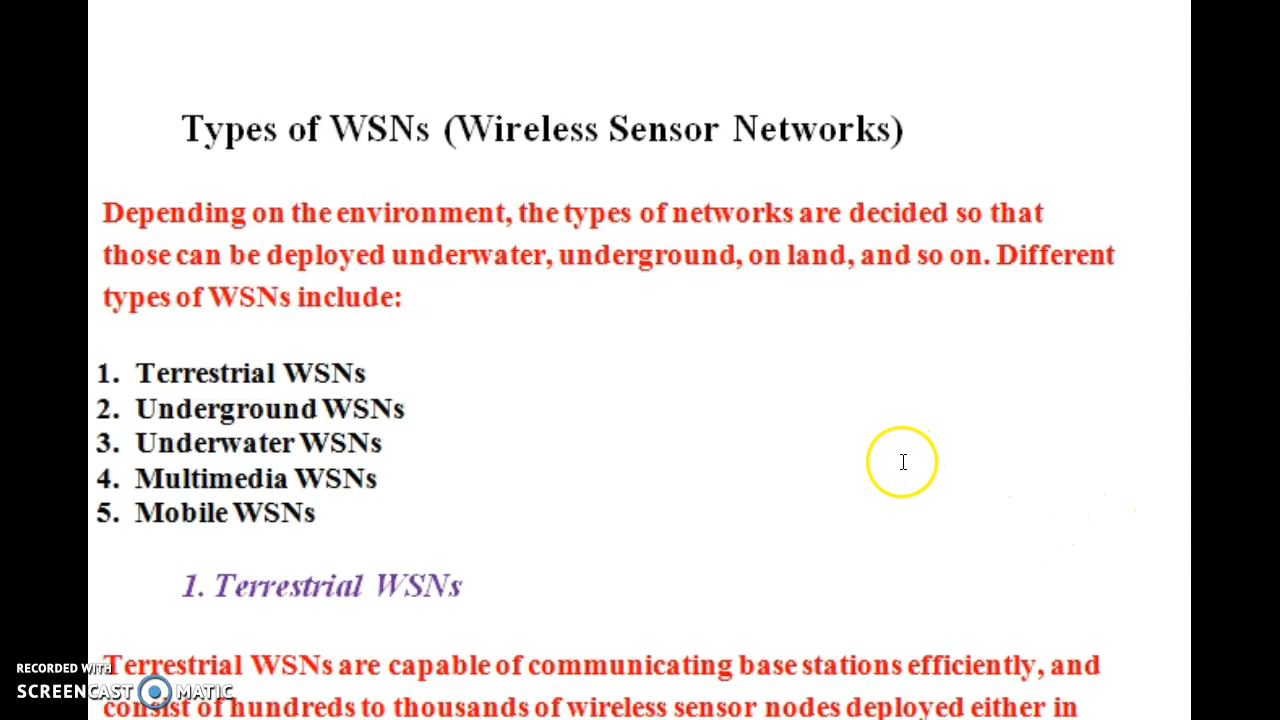 Types of WSNs (Wireless Sensor Networks)
Depending on the environment, the types of networks are decided so that
those can be deployed underwater, underground, on land, and so on. Different
types of WSNs include:
1. Terrestrial WSNs
2. Underground WSNs
3. Underwater WSNs
4. Multimedia WSNs
5. Mobile WSNs
1. Terrestrial WSNs
Terrestrial WSNs are capable of communicating base stations efficiently, and
consist of hundreds to thousands of wireless sensor nodes deployed either in
RECORDED WITH
SCREENCAST MATIC